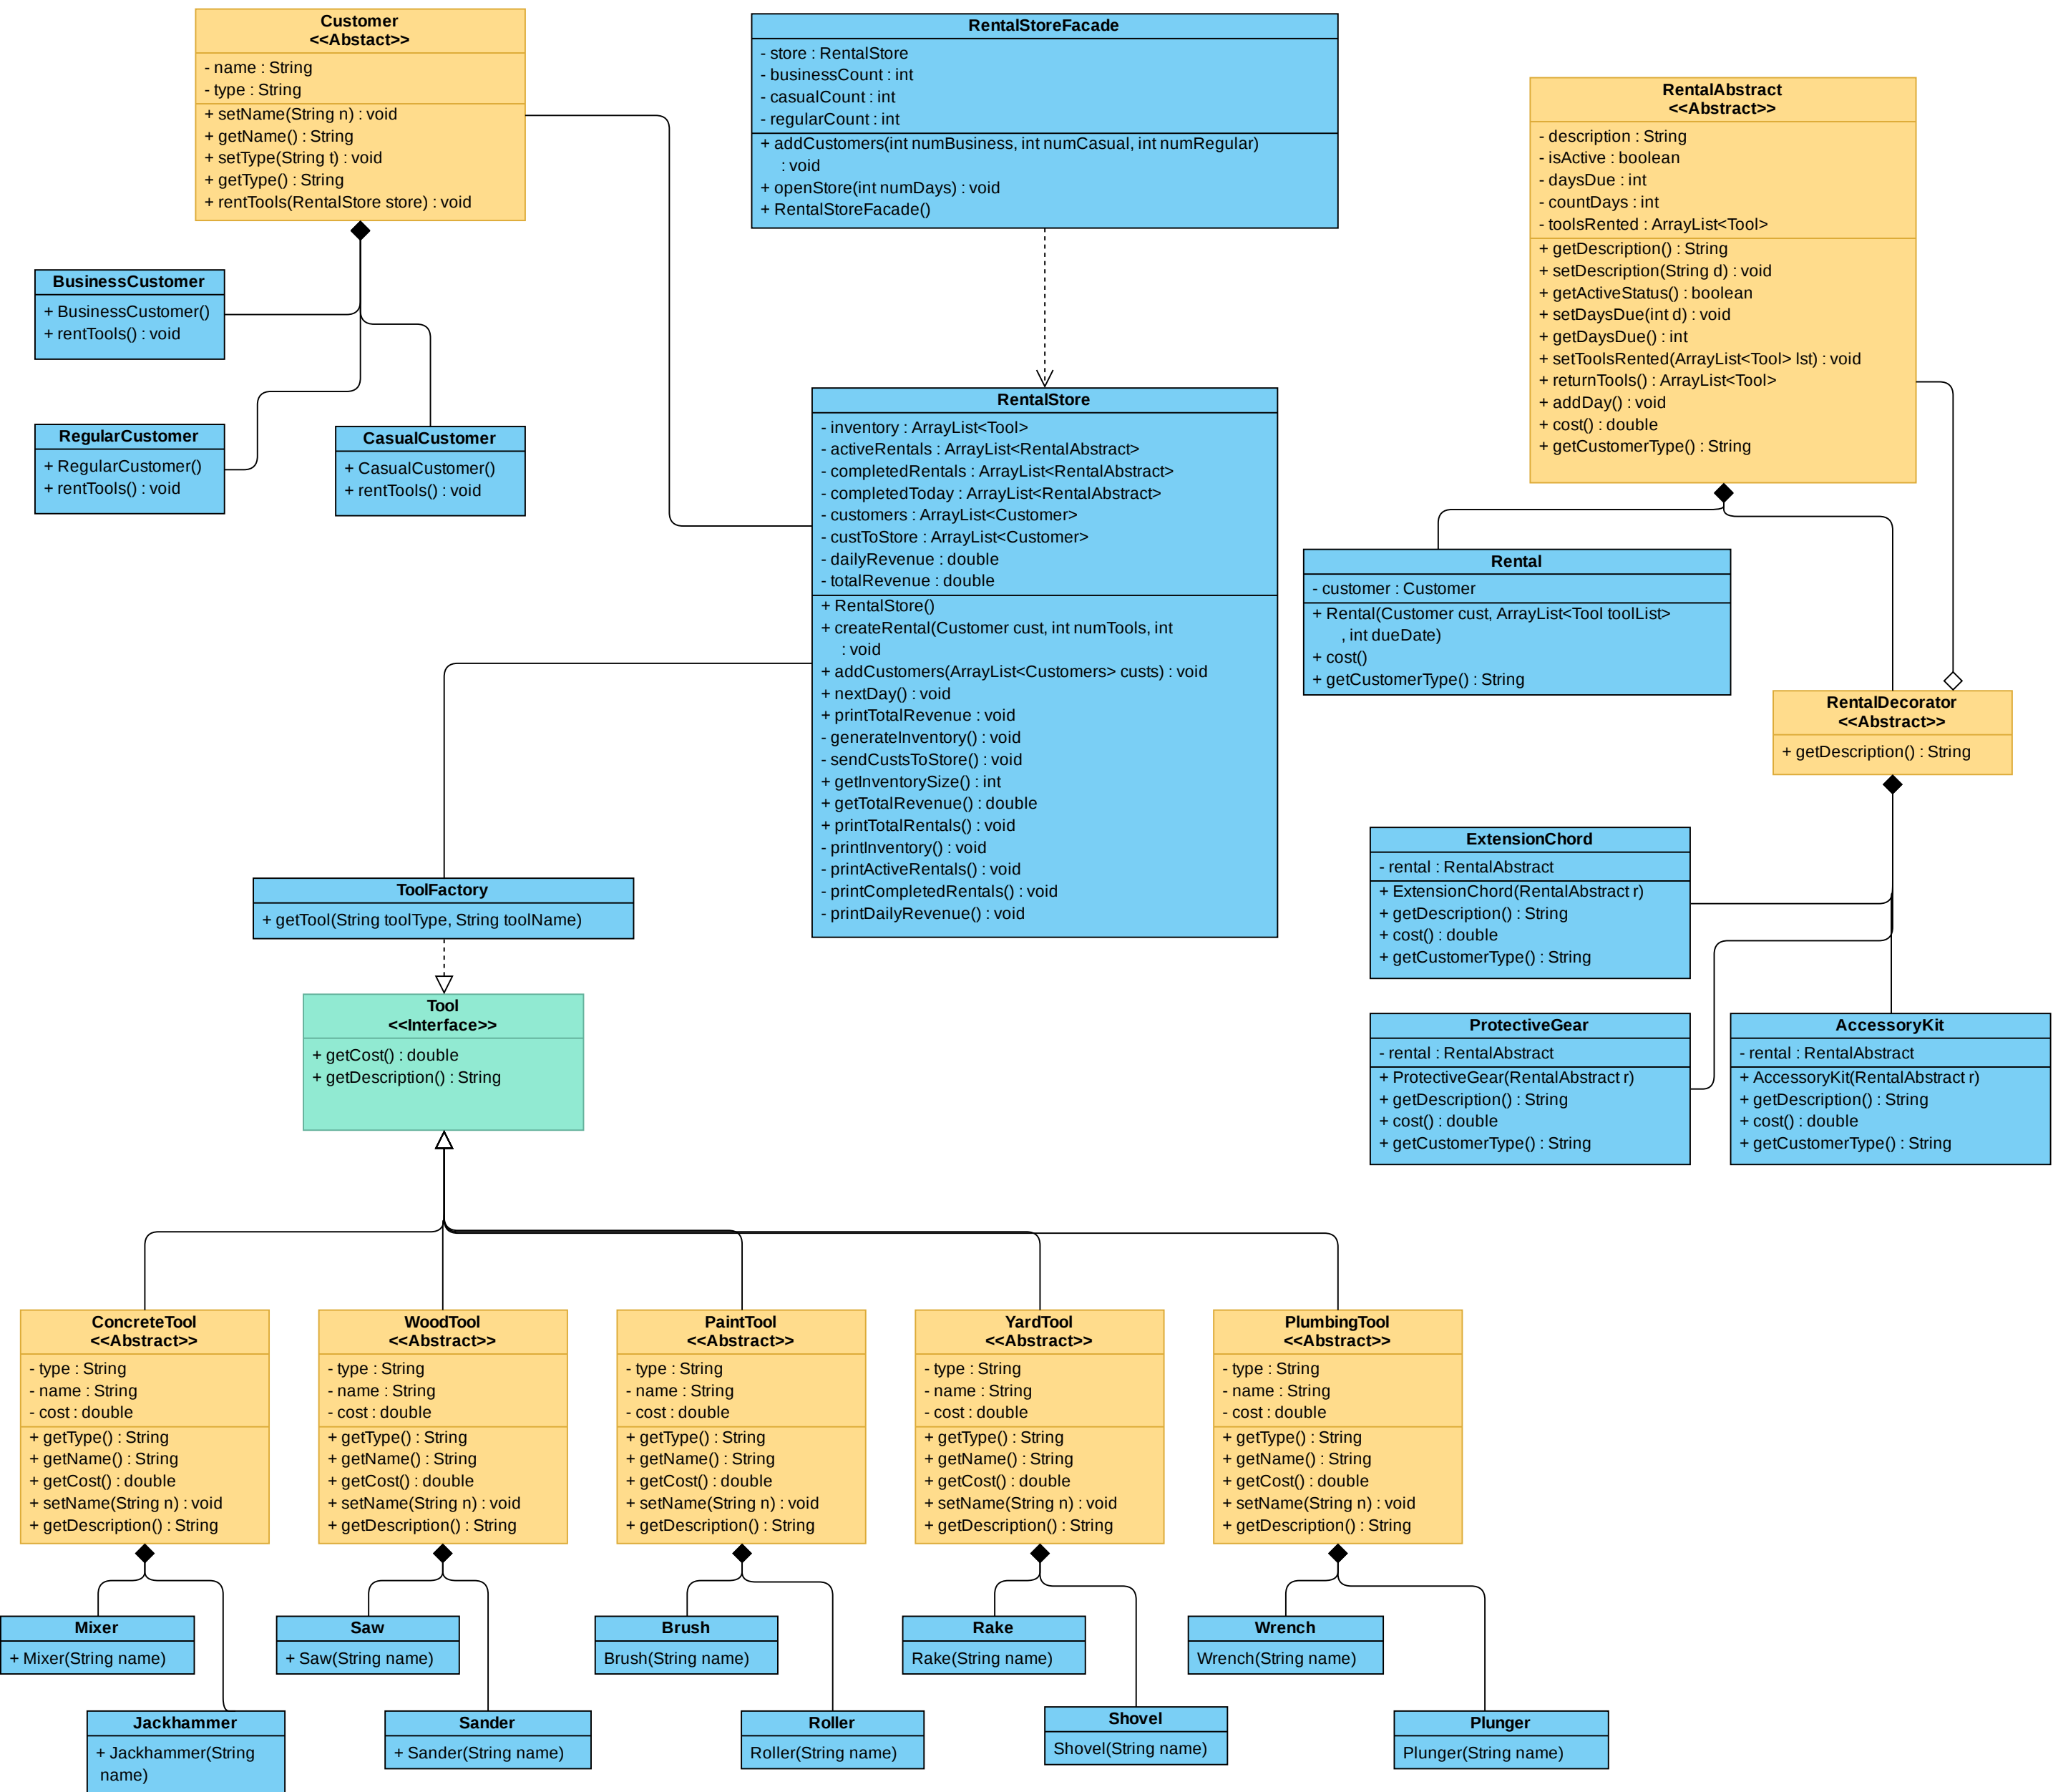 Customer
<<Abstact>>
- name : String
- type : String
+ setName(String n) : void
+ getName() : String
+ setType(String t) : void
+ getType() : String
+ rentTools(RentalStore store) : void
RentalStoreFacade
- store : RentalStore
- businessCount : int
- casualCount : int
- regularCount : int
+ addCustomers(int numBusiness, int numCasual, int numRegular)
: void
+ openStore(int numDays) : void
+ RentalStoreFacade()
RentalAbstract
<<Abstract>>
- description : String
- isActive : boolean
- daysDue : int
- countDays : int
- toolsRented : ArrayList<Tool>
+ getDescription() : String
+ setDescription(String d) : void
+ getActiveStatus() : boolean
+ setDaysDue(int d) : void
+ getDaysDue() : int
+ setToolsRented(ArrayList<Tool> lst) : void
+ returnTools() : ArrayList<Tool>
+ addDay() : void
+ cost() : double
+ getCustomerType() : String
BusinessCustomer
+ BusinessCustomer()
+ rentTools() : void
RegularCustomer
+ RegularCustomer()
+ rentTools() : void
CasualCustomer
+ CasualCustomer()
+ rentTools() : void
RentalStore
- inventory : ArrayList<Tool>
- activeRentals : ArrayList<RentalAbstract>
- completedRentals : ArrayList<RentalAbstract>
- completedToday : ArrayList<RentalAbstract>
- customers : ArrayList<Customer>
- custToStore : ArrayList<Customer>
- dailyRevenue : double
- totalRevenue : double
+ RentalStore()
+ createRental(Customer cust, int numTools, int
: void
+ addCustomers(ArrayList<Customers> custs) : void
+ nextDay() : void
+ printTotalRevenue : void
- generateInventory() : void
- sendCustsToStore() : void
+ getInventorySize() : int
+ getTotalRevenue() : double
+ printTotalRentals() : void
- printInventory() : void
- printActiveRentals() : void
- printCompletedRentals() : void
- printDailyRevenue() : void
Rental
- customer : Customer
+ Rental(Customer cust, ArrayList<Tool toolList>
, int dueDate)
+ cost()
+ getCustomerType() : String
RentalDecorator
<<Abstract>>
+ getDescription() : String
ExtensionChord
- rental : RentalAbstract
+ ExtensionChord(RentalAbstract r)
+ getDescription() : String
+ cost() : double
+ getCustomerType() : String
ProtectiveGear
- rental : RentalAbstract
+ ProtectiveGear(RentalAbstract r)
+ getDescription() : String
+ cost() : double
+ getCustomerType() : String
AccessoryKit
- rental : RentalAbstract
+ AccessoryKit(RentalAbstract r)
+ getDescription() : String
+ cost() : double
+ getCustomerType() : String
ToolFactory
+ getTool(String toolType, String toolName)
Tool
<<Interface>>
+ getCost() : double
+ getDescription() : String
ConcreteTool
<<Abstract>>
- type : String
- name : String
- cost : double
+ getType() : String
+ getName() : String
+ getCost() : double
+ setName(String n) : void
+ getDescription() : String
WoodTool
<<Abstract>>
- type : String
- name : String
- cost : double
+ getType() : String
+ getName() : String
+ getCost() : double
+ setName(String n) : void
+ getDescription() : String
PaintTool
<<Abstract>>
- type : String
- name : String
- cost : double
+ getType() : String
+ getName() : String
+ getCost() : double
+ setName(String n) : void
+ getDescription() : String
YardTool
<<Abstract>>
- type : String
- name : String
- cost : double
+ getType() : String
+ getName() : String
+ getCost() : double
+ setName(String n) : void
+ getDescription() : String
PlumbingTool
<<Abstract>>
- type : String
- name : String
- cost : double
+ getType() : String
+ getName() : String
+ getCost() : double
+ setName(String n) : void
+ getDescription() : String
Mixer
+ Mixer(String name)
Jackhammer
+ Jackhammer(String
name)
Saw
+ Saw(String name)
Sander
+ Sander(String name)
Brush
Brush(String name)
Roller
Roller(String name)
Rake
Rake(String name)
Shovel
Shovel(String name)
Wrench
Wrench(String name)
Plunger
Plunger(String name)